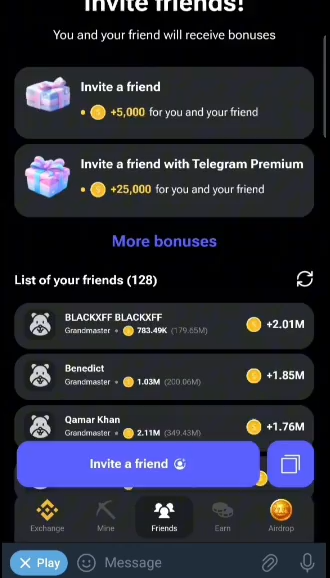 Invite friends!
You and your friend will receive bonuses
Invite a friend
+5,000 for you and your friend
Invite a friend with Telegram Premium
+25,000 for you and your friend
More bonuses
List of your friends (128)
BLACKXFF BLACKXFF
Grandmaster • 783.49K (179.65M)
+2.01M
Benedict
Grandmaster • 1.03M (200.06M)
+1.85M
Qamar Khan
Grandmaster • 2.11M (349.43M)
+1.76M
Invite a friend
Exchange
Mine
Friends
Earn
Airdrop
× Play
Message